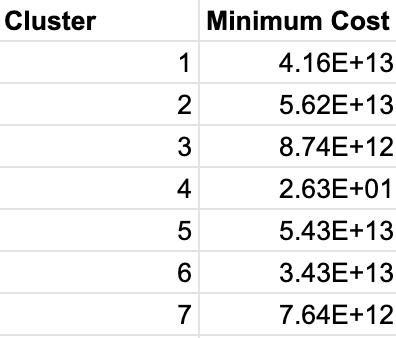 Cluster Minimum Cost
1 4.16E+13
2 5.62E+13
3 8.74E+12
4 2.63E+01
5 5.43E+13
6 3.43E+13
7 7.64E+12